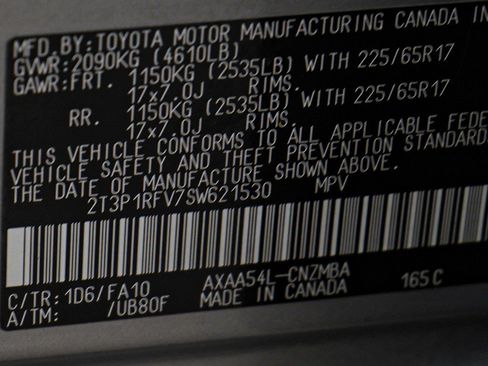 MFD.BY:TOYOTA MOTOR MANUFACTURING CANADA
GVWR:2090KG (4610LB)
GAWR:FRT. 1150KG (2535LB) WITH 225/65R17
17x7.0J RIMS.
RR. 1150KG (2535LB) WITH 225/65R17
17x7.0J RIMS.
THIS VEHICLE CONFORMS TO ALL APPLICABLE FEDE
VEHICLE SAFETY AND THEFT PREVENTION STANDARD
THE DATE OF MANUFACTURE SHOWN ABOVE.
2T3P1RFV7SW621530 MPV
C/TR:1D6/FA10 AXAA54L-CNZMBA 165C
A/TM: /UB80F MADE IN CANADA